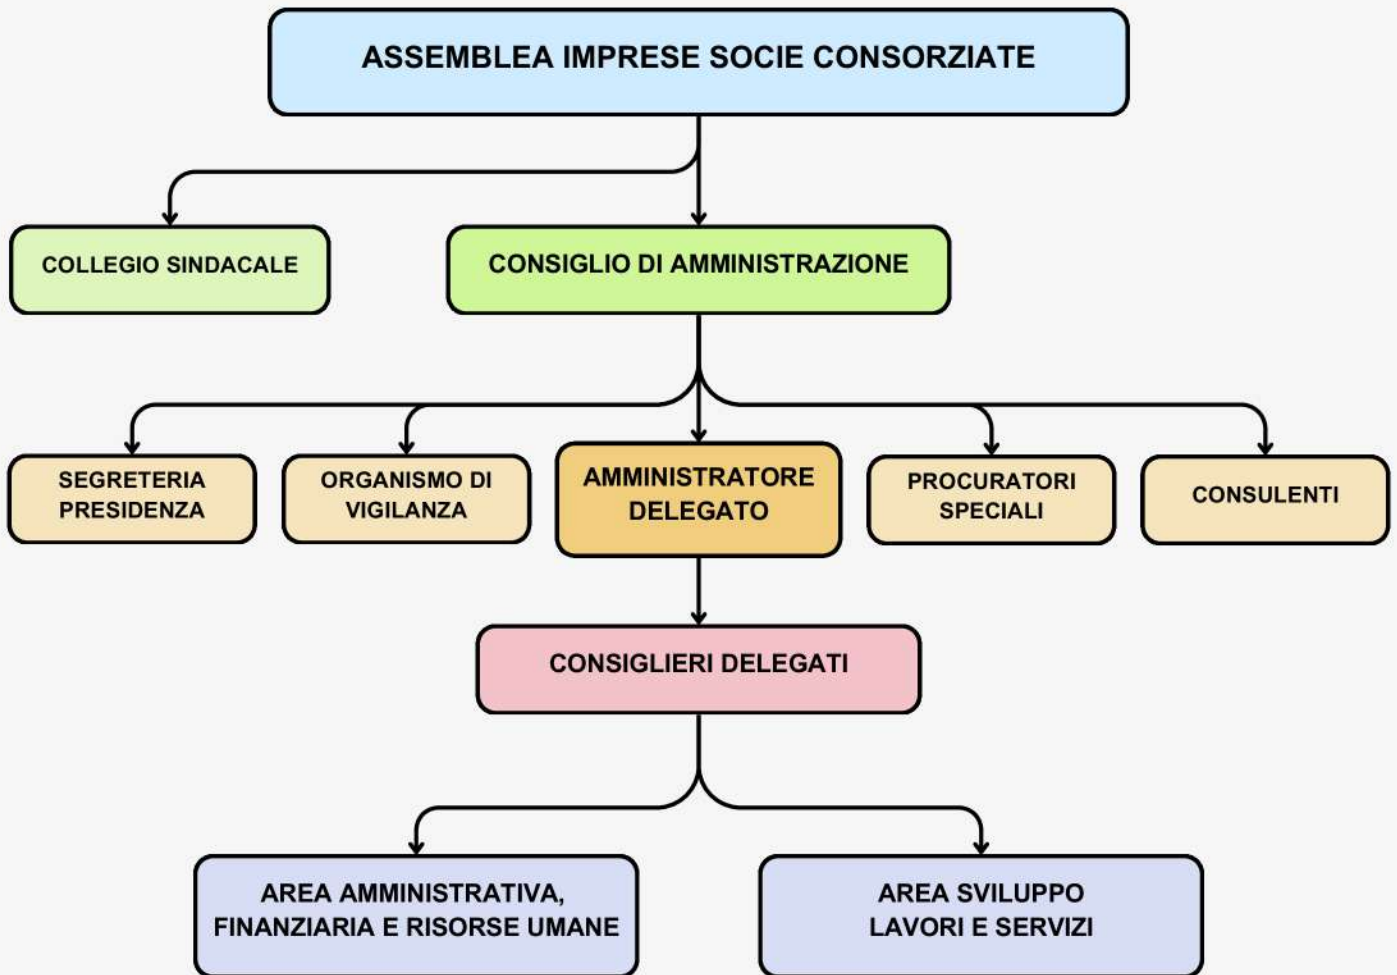 ASSEMBLEA IMPRESE SOCIE CONSORZIATE
COLLEGIO SINDACALE
CONSIGLIO DI AMMINISTRAZIONE
SEGRETERIA
PRESIDENZA
ORGANISMO DI
VIGILANZA
AMMINISTRATORE
DELEGATO
PROCURATORI
SPECIALI
CONSULENTI
CONSIGLIERI DELEGATI
AREA AMMINISTRATIVA,
FINANZIARIA E RISORSE UMANE
AREA SVILUPPO
LAVORI E SERVIZI